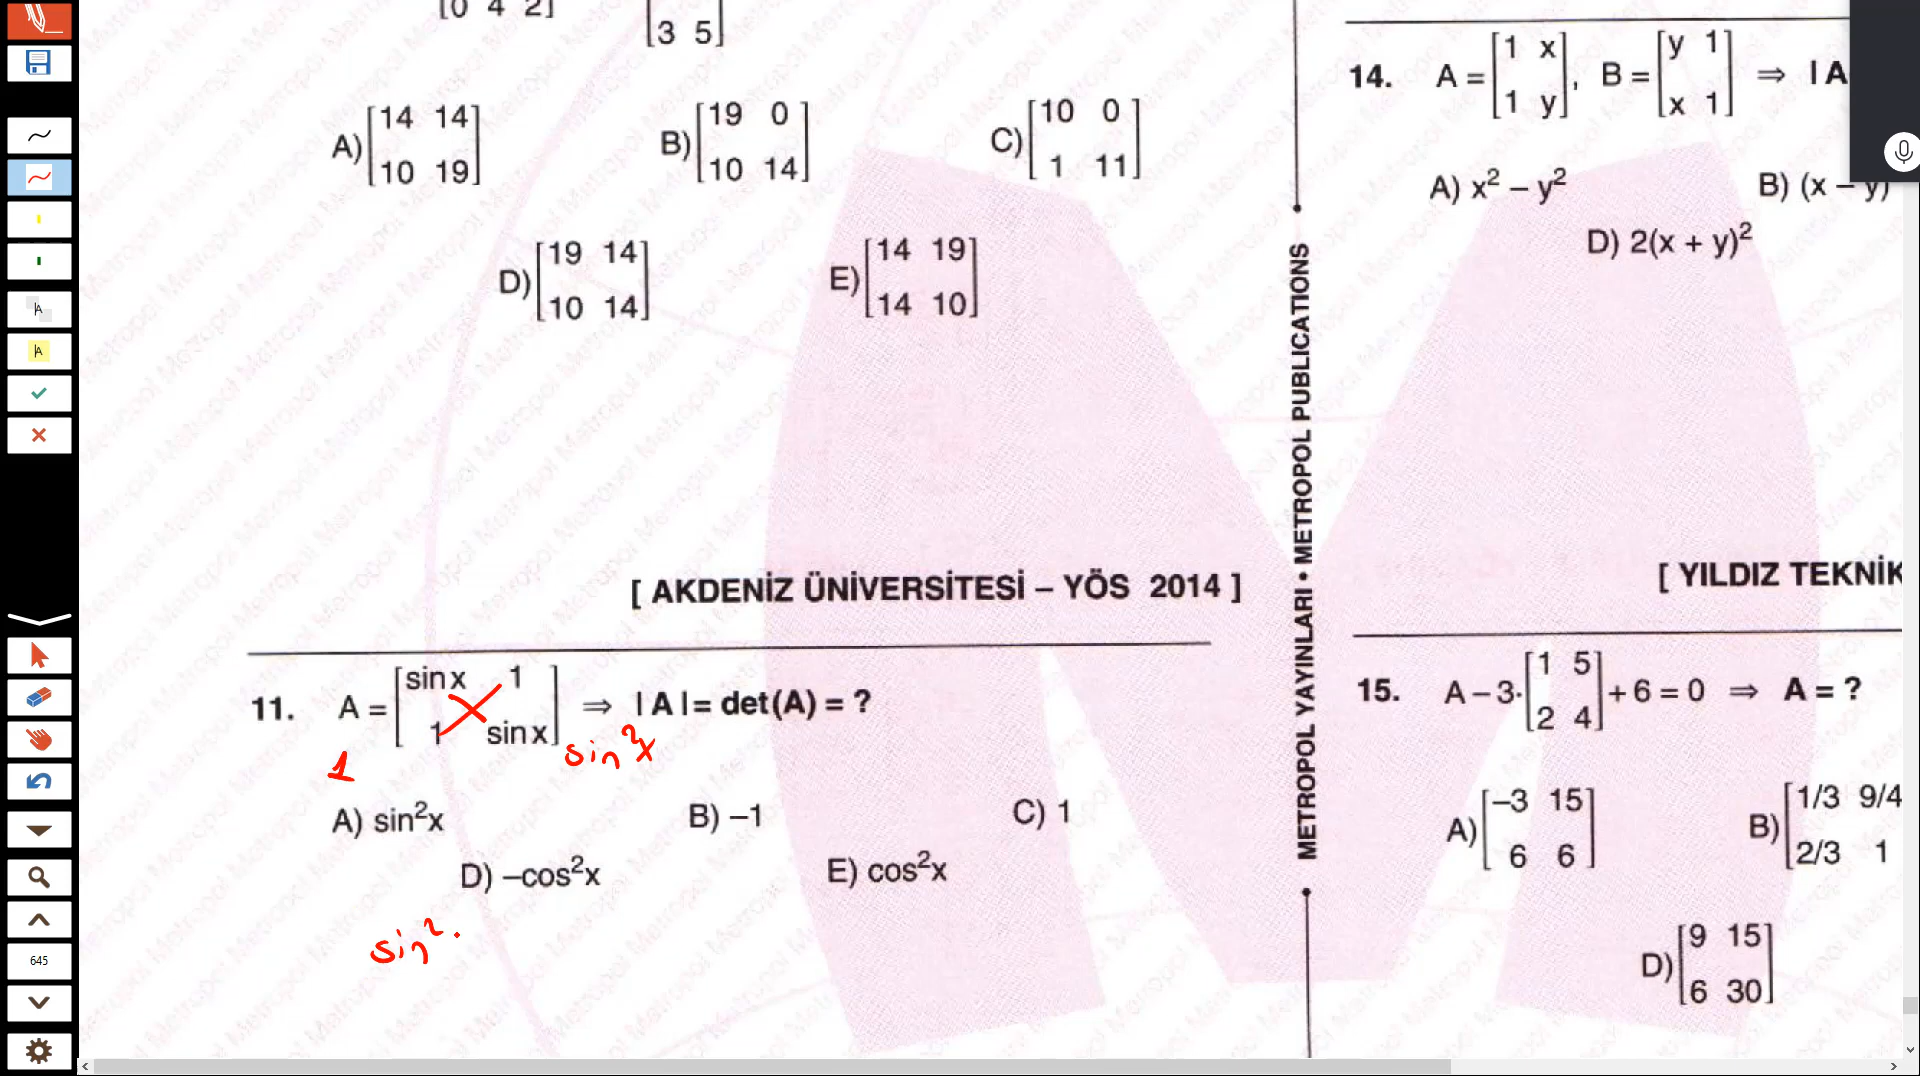 [0 4 2]
3 5
A) [14 14
10 19]
B) [19 0
10 14]
C) [10 0
1 11]
D) [19 14
10 14]
E) [14 19
14 10]
[ AKDENİZ ÜNİVERSİTESİ – YÖS 2014 ]
11. A = [sin x 1
1 sin x] ⇒ | A | = det(A) = ?
1 sin²x
A) sin²x B) –1 C) 1
D) –cos²x E) cos²x
sin².
METROPOL YAYINLARI • METROPOL PUBLICATIONS
14. A = [1 x
1 y], B = [y 1
x 1] ⇒ | A
A) x² – y² B) (x – y)
D) 2(x + y)²
[ YILDIZ TEKNİK
15. A – 3·[1 5
2 4] + 6 = 0 ⇒ A = ?
A) [–3 15
6 6]
B) [1/3 9/4
2/3 1
D) [9 15
6 30]
645